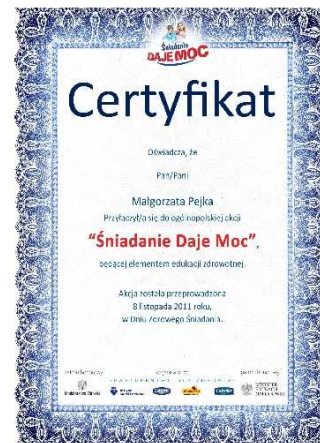 Śniadanie
DAJE MOC
Certyfikat
Oświadcza, że
Pan/Pani
Małgorzata Pejka
Przyłączył/a się do ogólnopolskiej akcji
“Śniadanie Daje Moc”,
będącej elementem edukacji zdrowotnej.
Akcja została przeprowadzona
8 listopada 2011 roku,
w Dniu Zdrowego Śniadania.